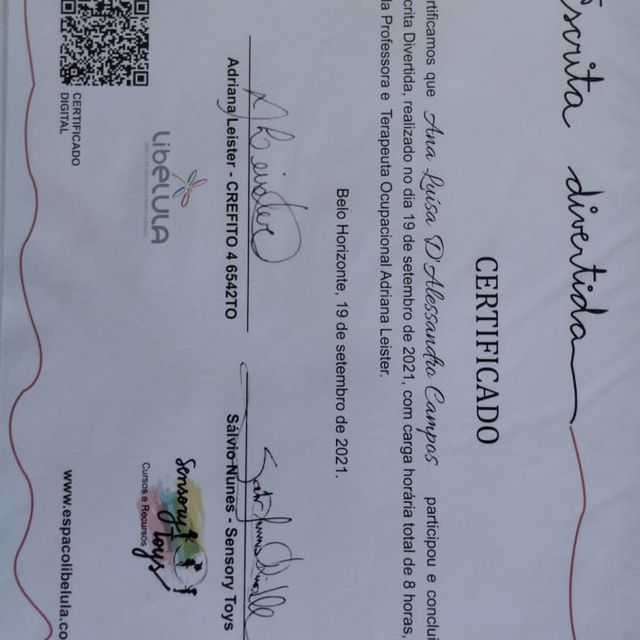 Escrita divertida
CERTIFICADO
rtificamos que Ana Luísa D'Alessandro Campos participou e conclui
crita Divertida, realizado no dia 19 de setembro de 2021, com carga horária total de 8 horas,
la Professora e Terapeuta Ocupacional Adriana Leister.
Belo Horizonte, 19 de setembro de 2021.
Adriana Leister - CREFITO 4 6542TO
Sálvio Nunes - Sensory Toys
LIBELULA
Sensory Toys
Cursos e Recursos
CERTIFICADO
DIGITAL
www.espacolibelula.co